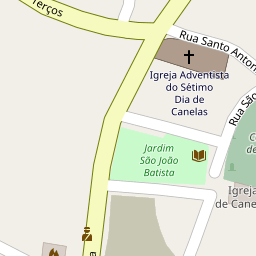 Terços
Rua Santo Anton
Igreja Adventista
do Sétimo
Dia de
Canelas
Rua São
Jardim
São João
Batista
Igreja
de Cane